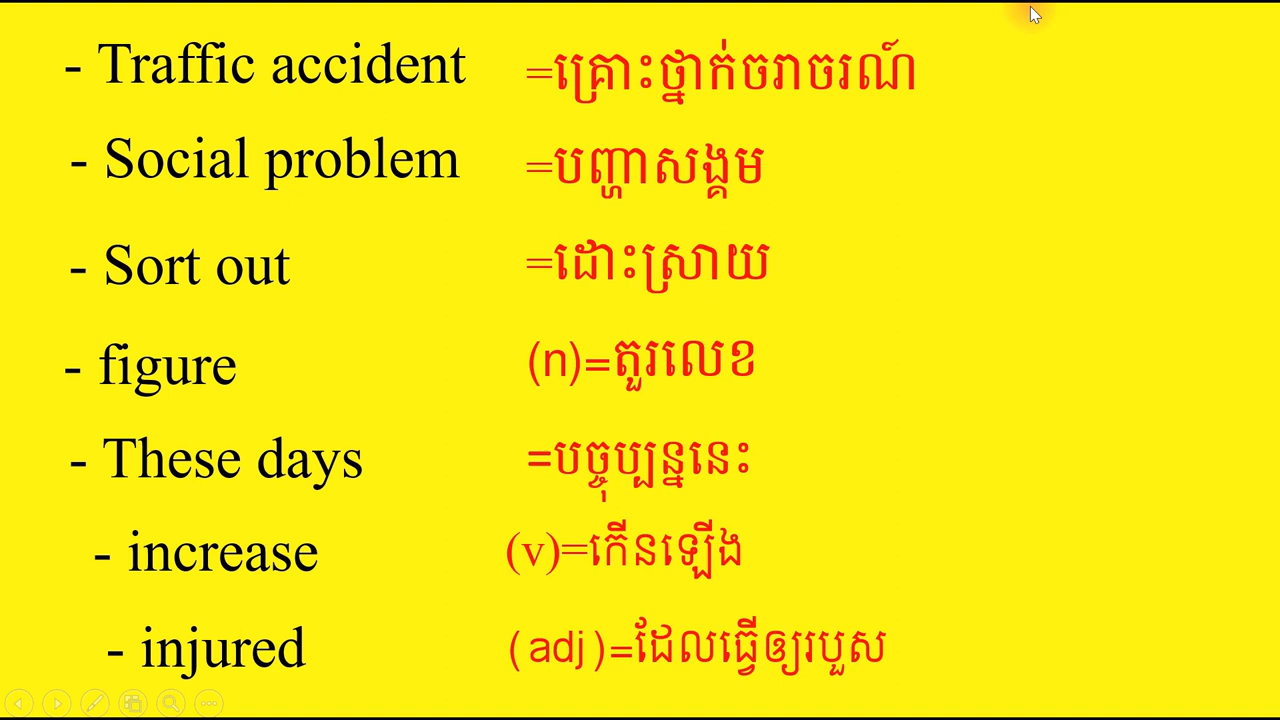 - Traffic accident =គ្រោះថ្នាក់ចរាចរណ៍
- Social problem =បញ្ហាសង្គម
- Sort out =ដោះស្រាយ
- figure (n)=តួរលេខ
- These days =បច្ចុប្បន្ននេះ
- increase (v)=កើនឡើង
- injured (adj)=ដែលធ្វើឲ្យរបួស